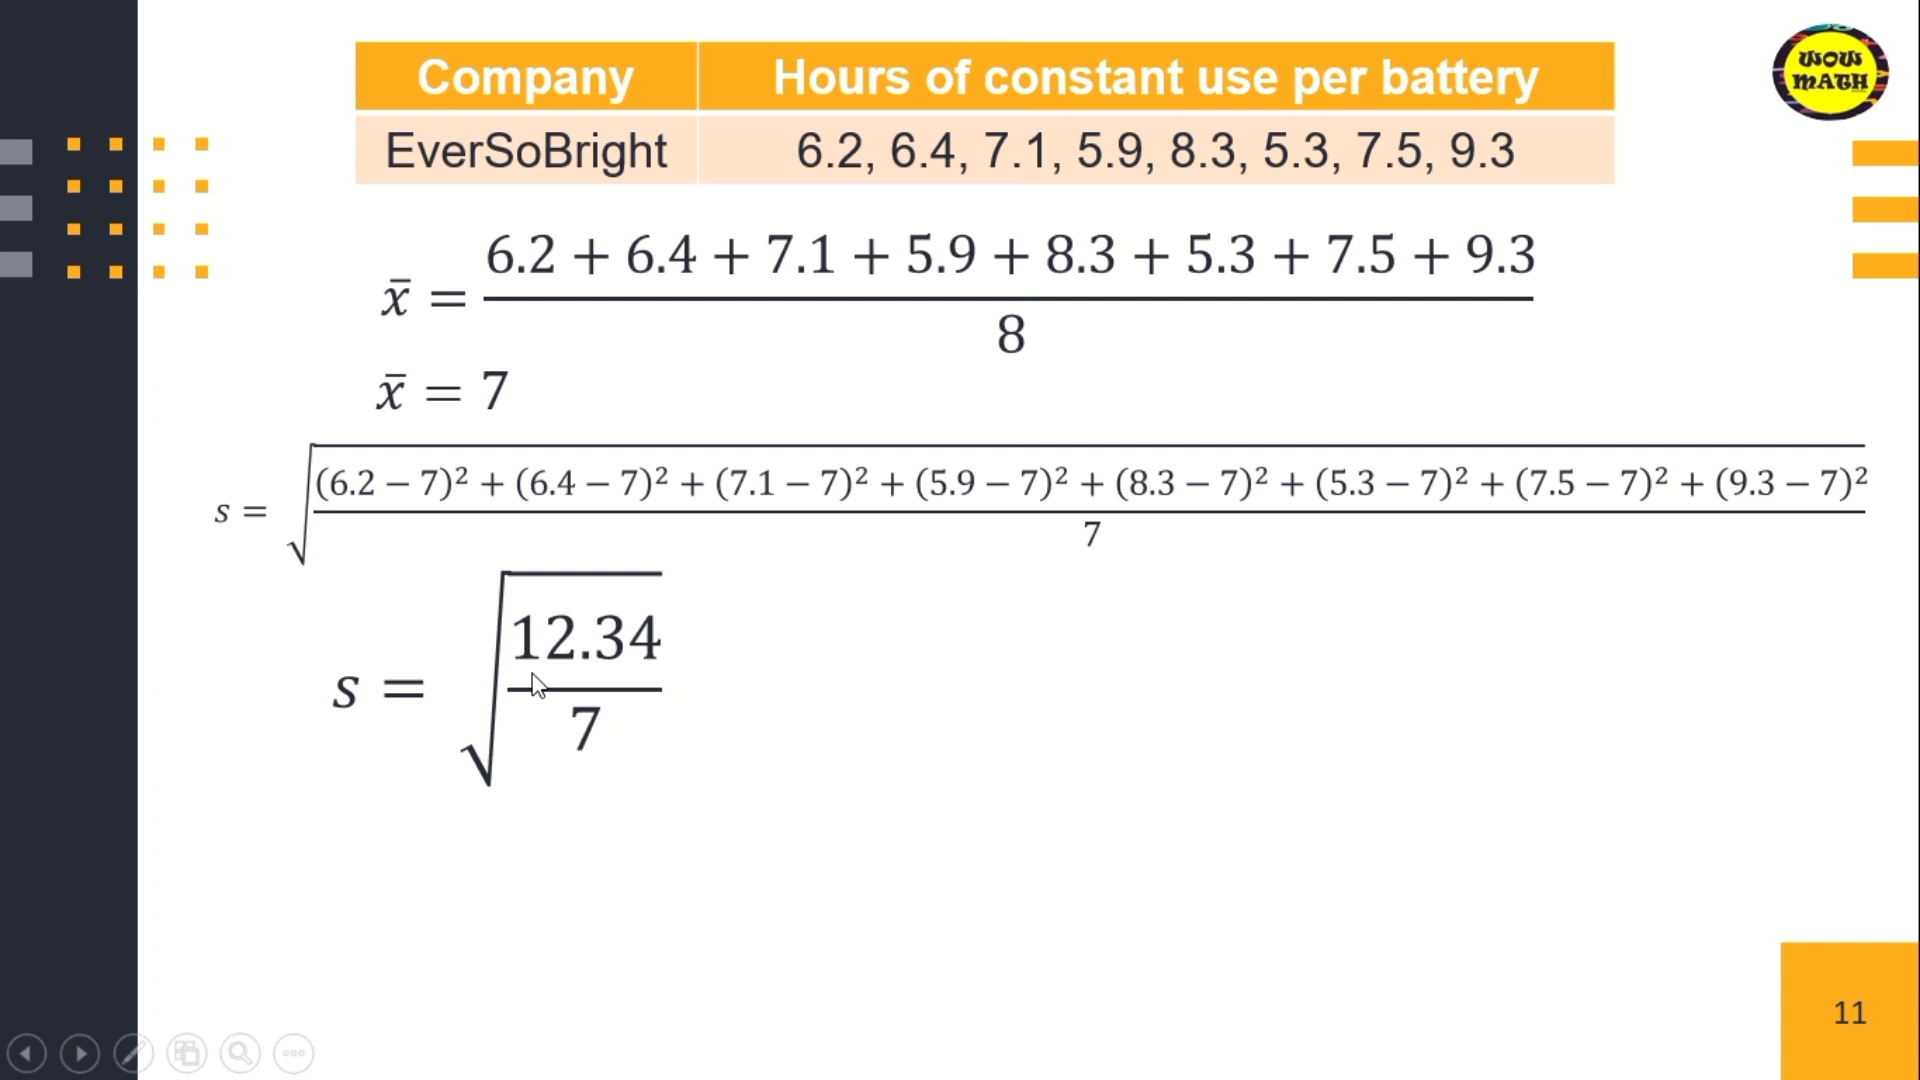 WOW
MATH
Company Hours of constant use per battery
EverSoBright 6.2, 6.4, 7.1, 5.9, 8.3, 5.3, 7.5, 9.3
x̄ = (6.2 + 6.4 + 7.1 + 5.9 + 8.3 + 5.3 + 7.5 + 9.3) / 8
x̄ = 7
s = √(((6.2 − 7)² + (6.4 − 7)² + (7.1 − 7)² + (5.9 − 7)² + (8.3 − 7)² + (5.3 − 7)² + (7.5 − 7)² + (9.3 − 7)²) / 7)
s = √(12.34 / 7)
11